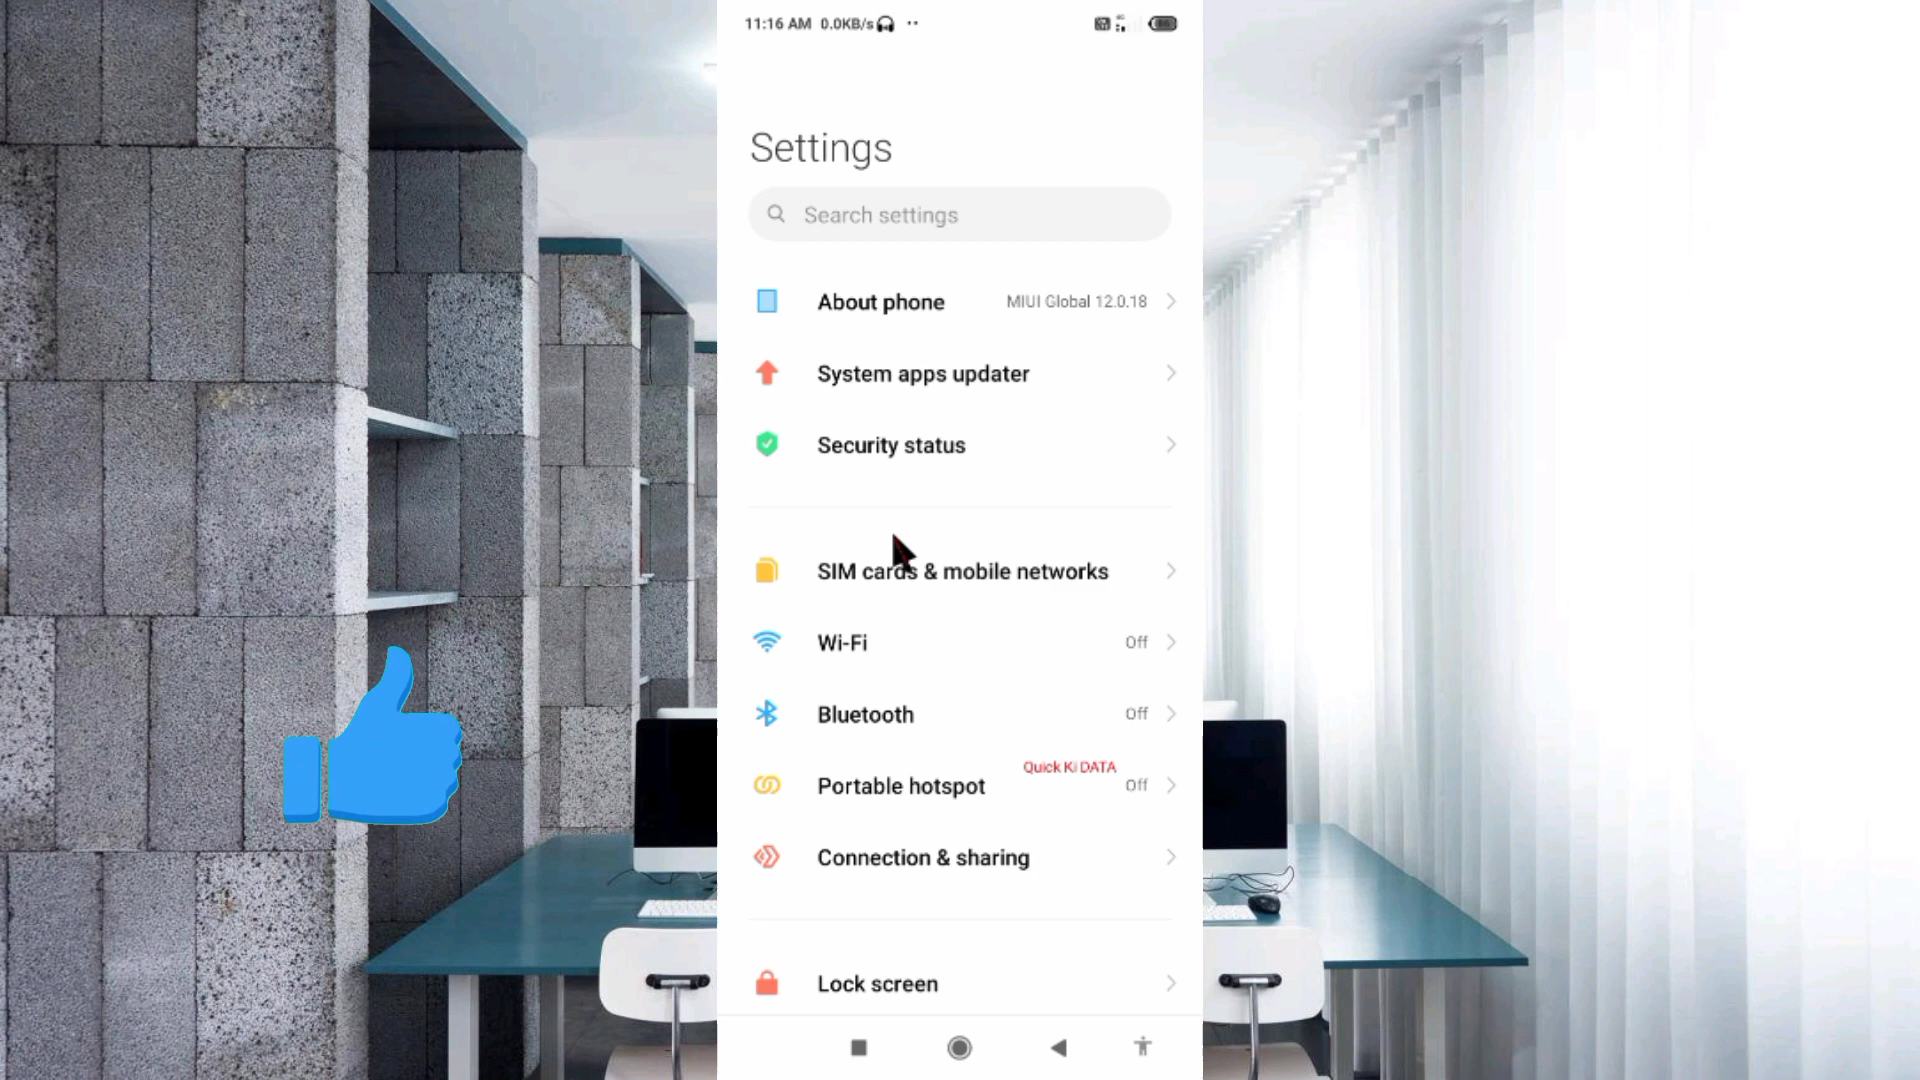 11:16 AM 0.0KB/s
Settings
Search settings
About phone MIUI Global 12.0.18
System apps updater
Security status
SIM cards & mobile networks
Wi-Fi Off
Bluetooth Off
Quick Ki DATA
Portable hotspot Off
Connection & sharing
Lock screen